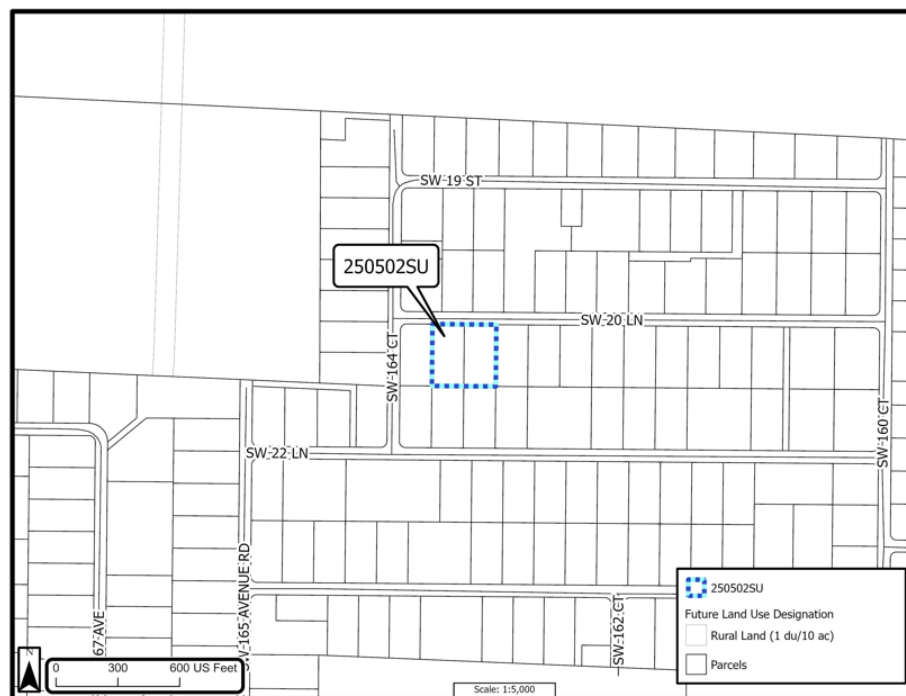 SW 19 ST
250502SU
SW 20 LN
SW 164 CT
SW 160 CT
SW 22 LN
SW 165 AVENUE RD
67 AVE
SW 162 CT
250502SU
Future Land Use Designation
Rural Land (1 du/10 ac)
Parcels
N
0 300 600 US Feet
Scale: 1:5,000